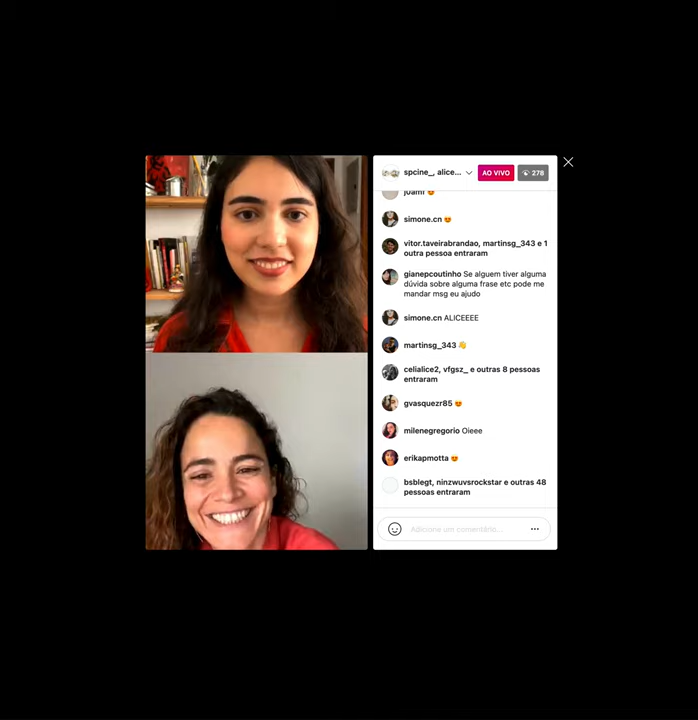 spcine_, alice...
AO VIVO
278
simone.cn 😍
vitor.taveirabrandao, martinsg_343 e 1
outra pessoa entraram
gianepcoutinho Se alguem tiver alguma
dúvida sobre alguma frase etc pode me
mandar msg eu ajudo
simone.cn ALICEEEE
martinsg_343 👋
celialice2, vfgsz_ e outras 8 pessoas
entraram
gvasquezr85 😍
milenegregorio Oieee
erikapmotta 😍
bsblegt, ninzwuvsrockstar e outras 48
pessoas entraram
Adicione um comentário...